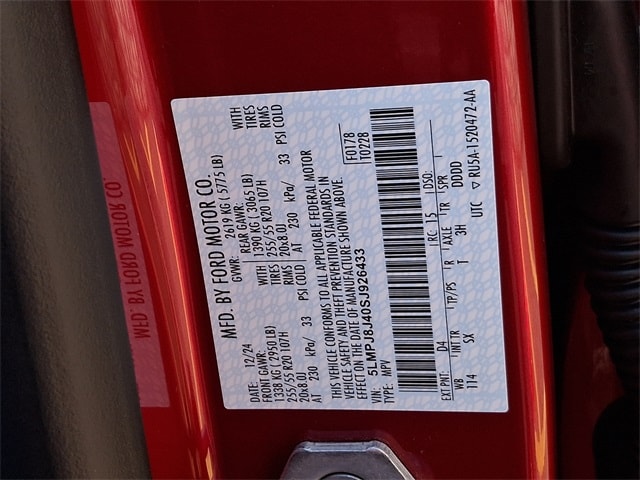 MFD. BY FORD MOTOR CO.
DATE: 12/24 GVWR: 2619 KG ( 5775 LB)
FRONT GAWR: REAR GAWR: WITH
1338 KG ( 2950 LB) 1390 KG ( 3065 LB) TIRES
255/55 R20 107H WITH TIRES 255/55 R20 107H RIMS
20x8.0J RIMS 20x8.0J
AT 230 kPa/ 33 PSI COLD AT 230 kPa/ 33 PSI COLD
THIS VEHICLE CONFORMS TO ALL APPLICABLE FEDERAL MOTOR
VEHICLE SAFETY AND THEFT PREVENTION STANDARDS IN
EFFECT ON THE DATE OF MANUFACTURE SHOWN ABOVE.
VIN: 5LMPJ8J40SJ926433 F0178
TYPE: MPV T0228
EXT PNT: D4 RC: 15 DSO:
WB INT TR TP/PS R AXLE TR SPR
114 SX T 3H DDDD
UTC ▽ RU5A-1520472-AA
MFD. BY FORD MOTOR CO.